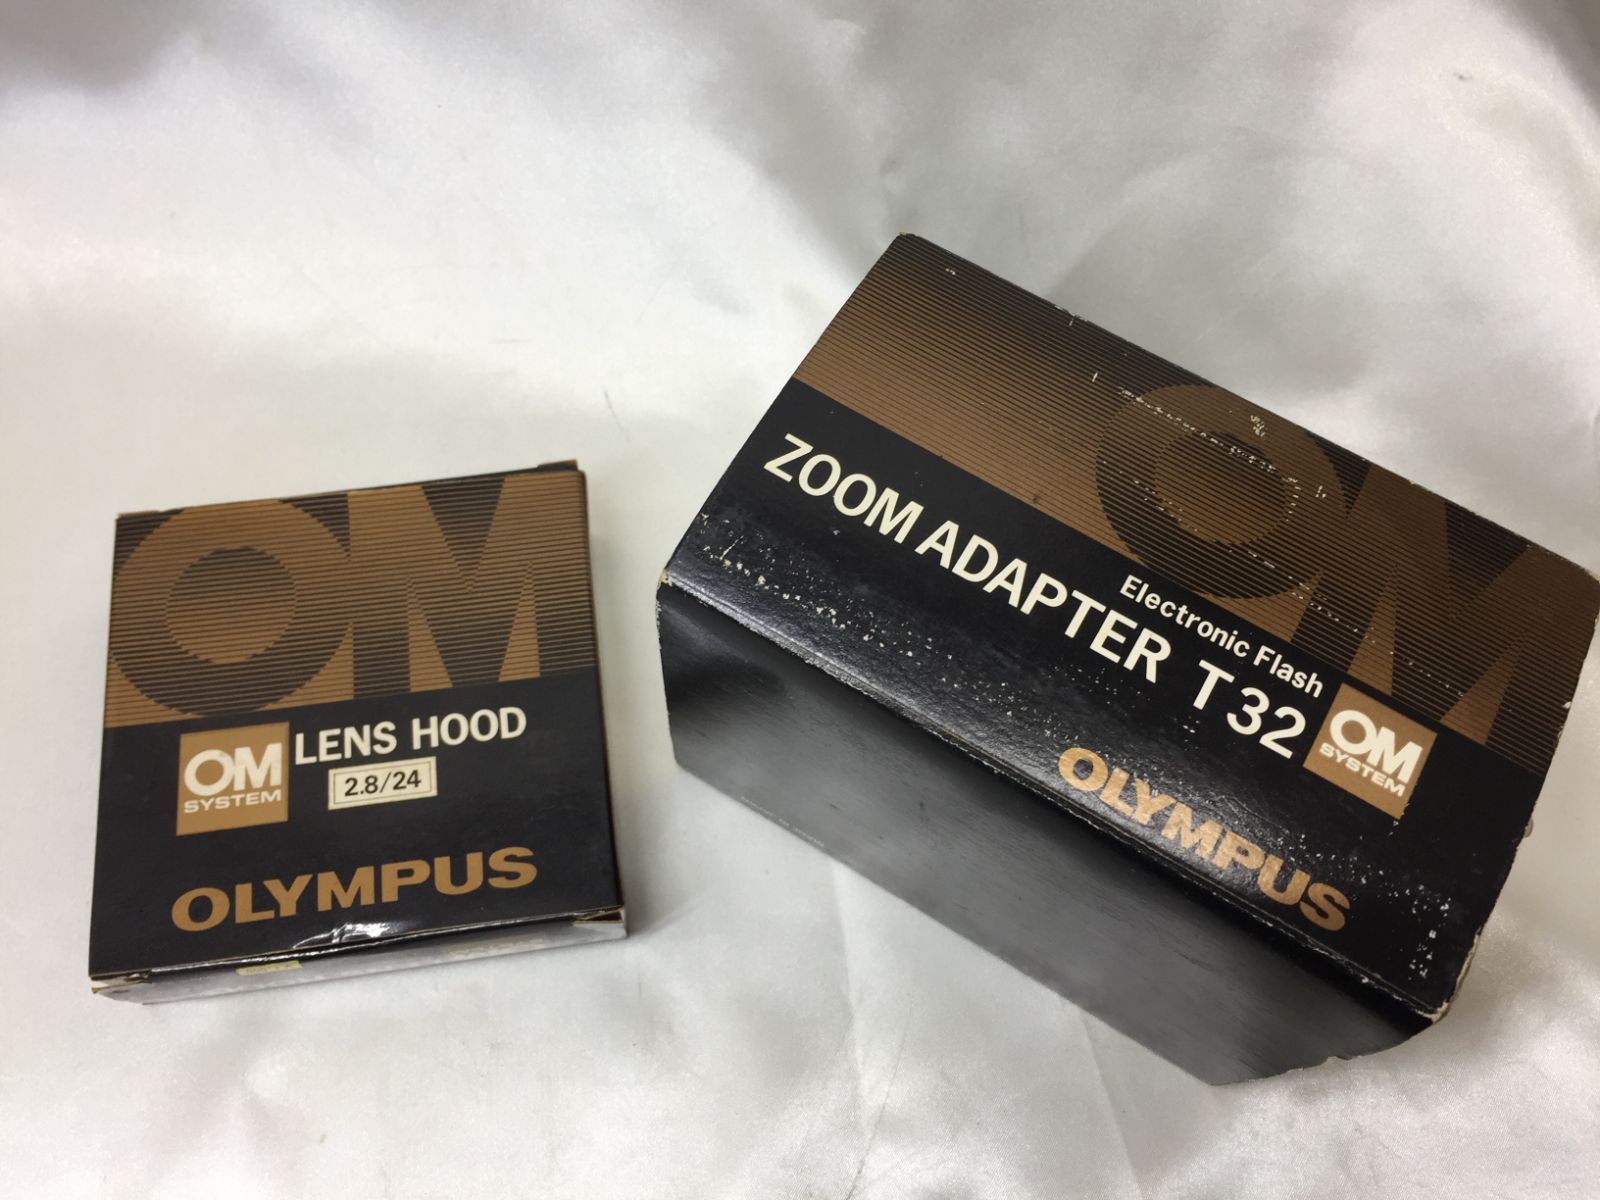 OM
OM
SYSTEM
LENS HOOD
2.8/24
OLYMPUS
OM
Electronic Flash
ZOOM ADAPTER T32
OM
SYSTEM
OLYMPUS